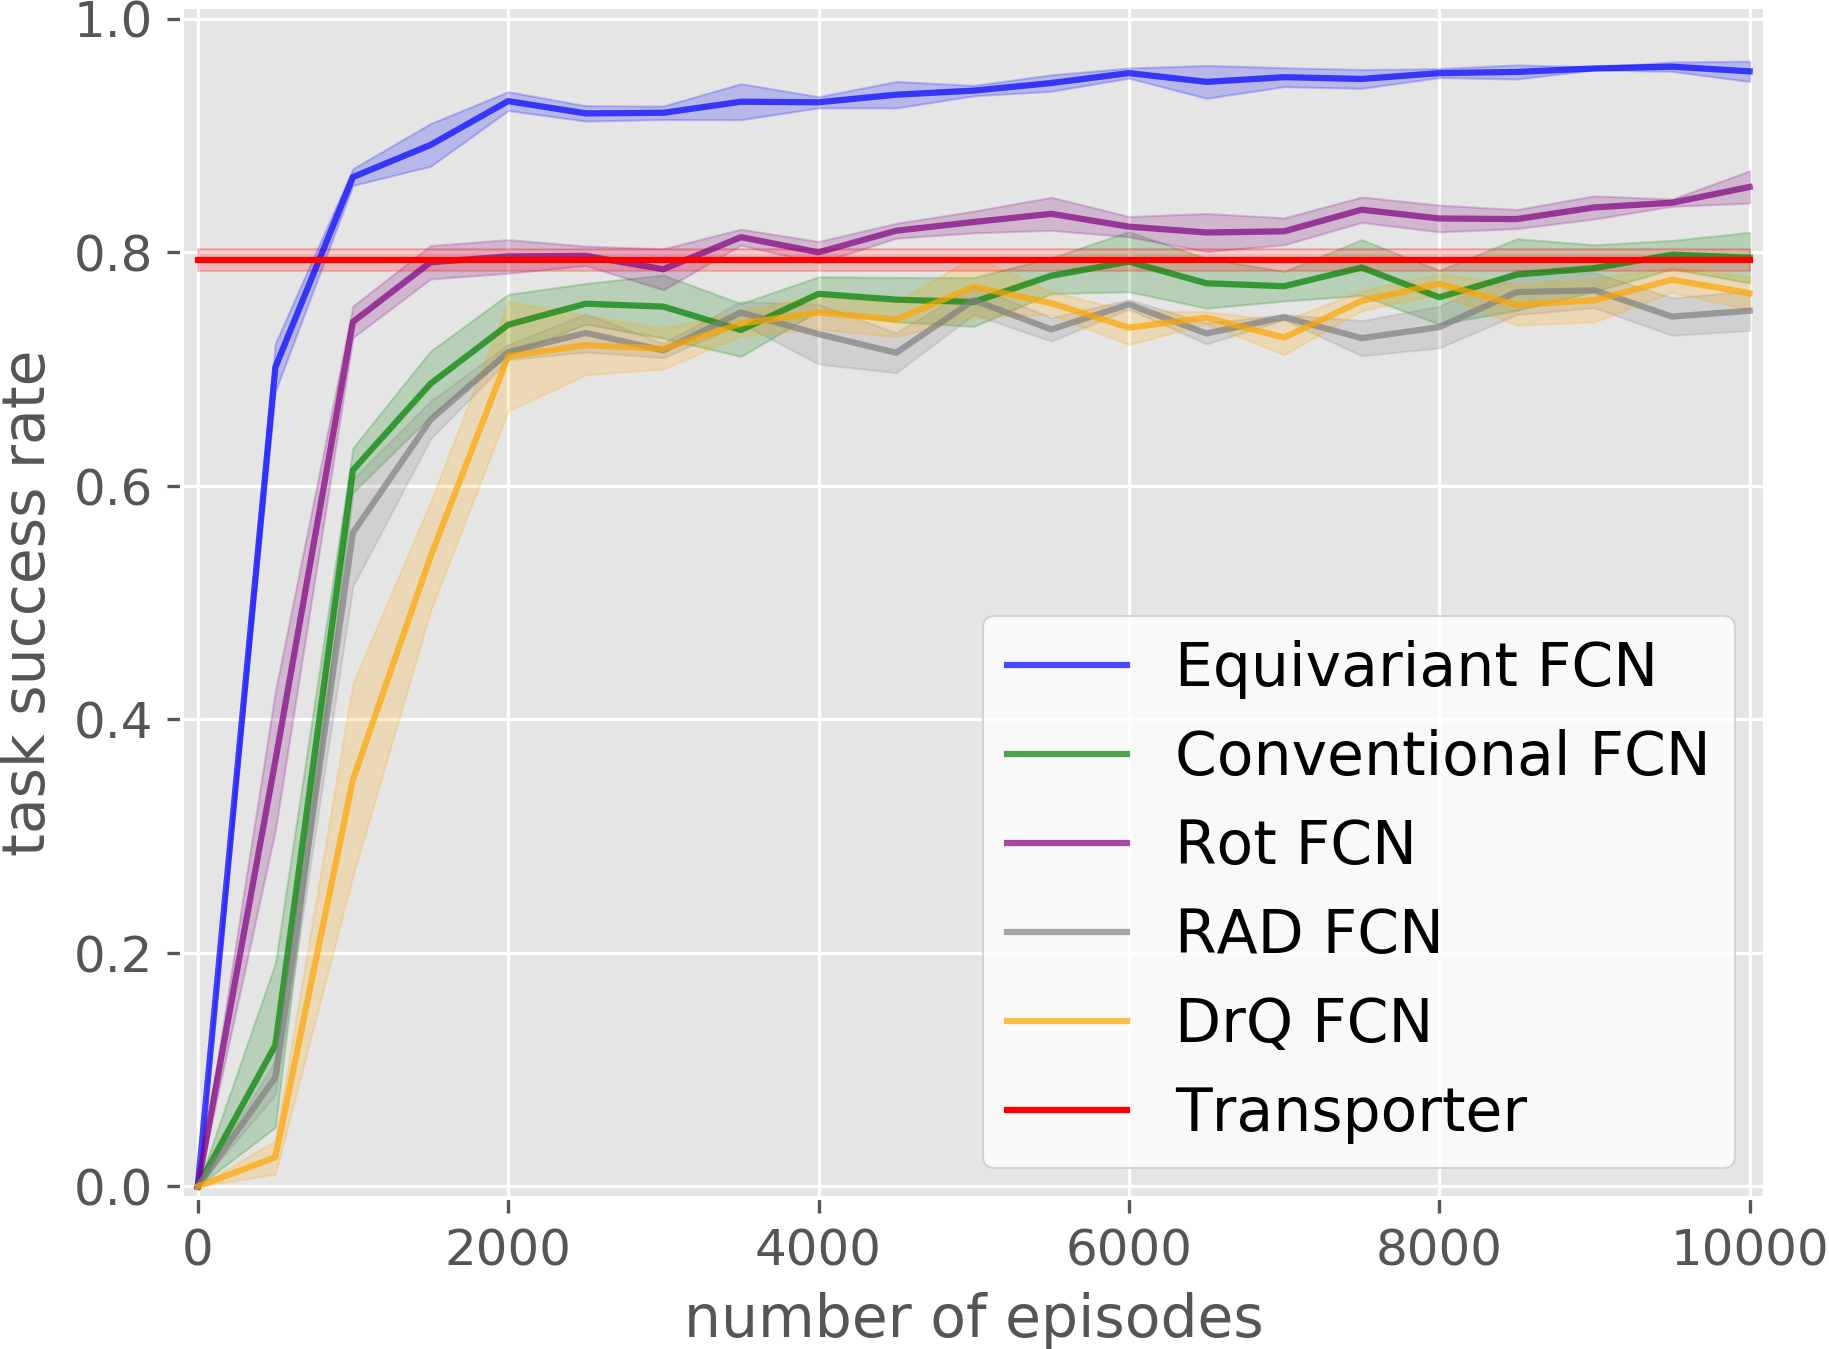 1.0
0.8
0.6
0.4
0.2
0.0
task success rate
Equivariant FCN
Conventional FCN
Rot FCN
RAD FCN
DrQ FCN
Transporter
0 2000 4000 6000 8000 10000
number of episodes